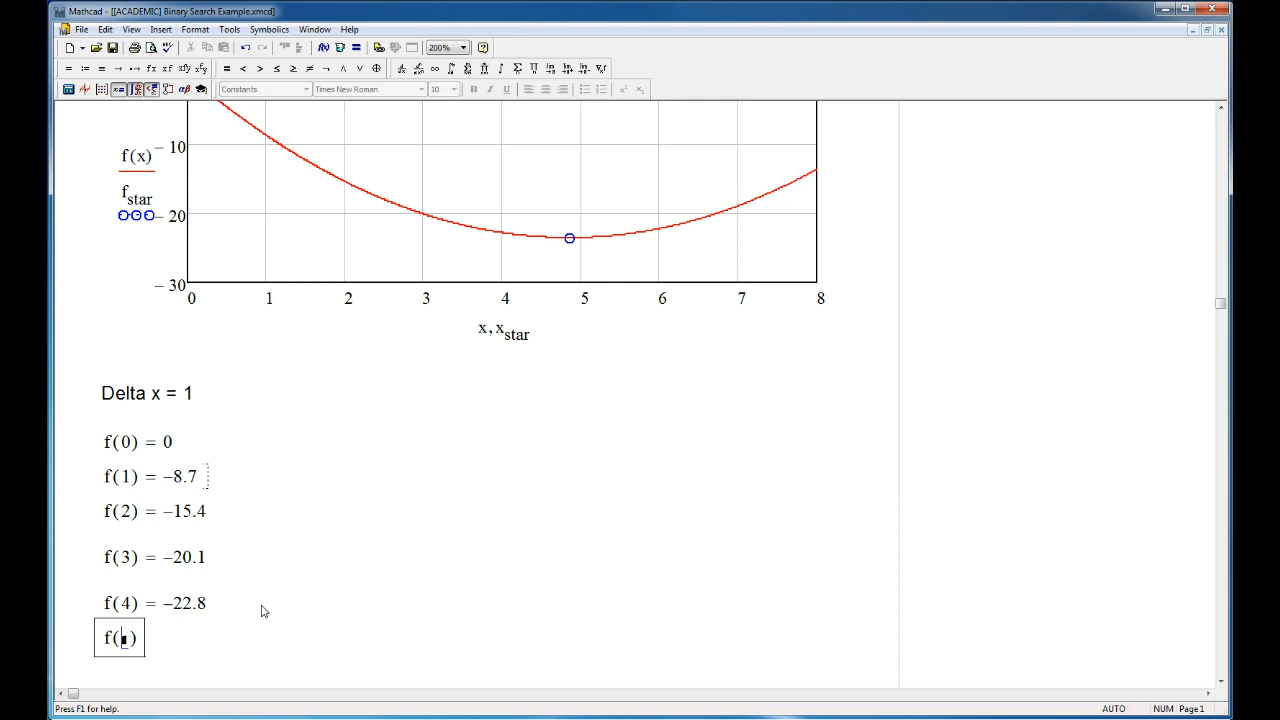 Mathcad - [[ACADEMIC] Binary Search Example.xmcd]
File Edit View Insert Format Tools Symbolics Window Help
200%
Constants Times New Roman 10 B I U
f(x)
f star
− 10
− 20
− 30
0 1 2 3 4 5 6 7 8
x, x star
Delta x = 1
f(0) = 0
f(1) = −8.7
f(2) = −15.4
f(3) = −20.1
f(4) = −22.8
f( )
Press F1 for help. AUTO NUM Page 1